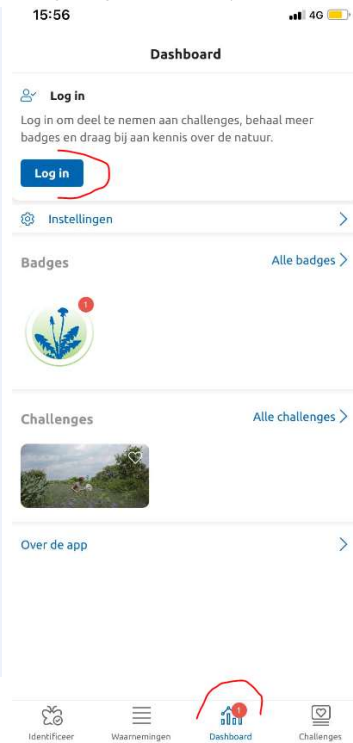 15:56
4G
Dashboard
Log in
Log in om deel te nemen aan challenges, behaal meer
badges en draag bij aan kennis over de natuur.
Log in
Instellingen
Badges
Alle badges
1
Challenges
Alle challenges
Over de app
1
Identificeer
Waarnemingen
Dashboard
Challenges